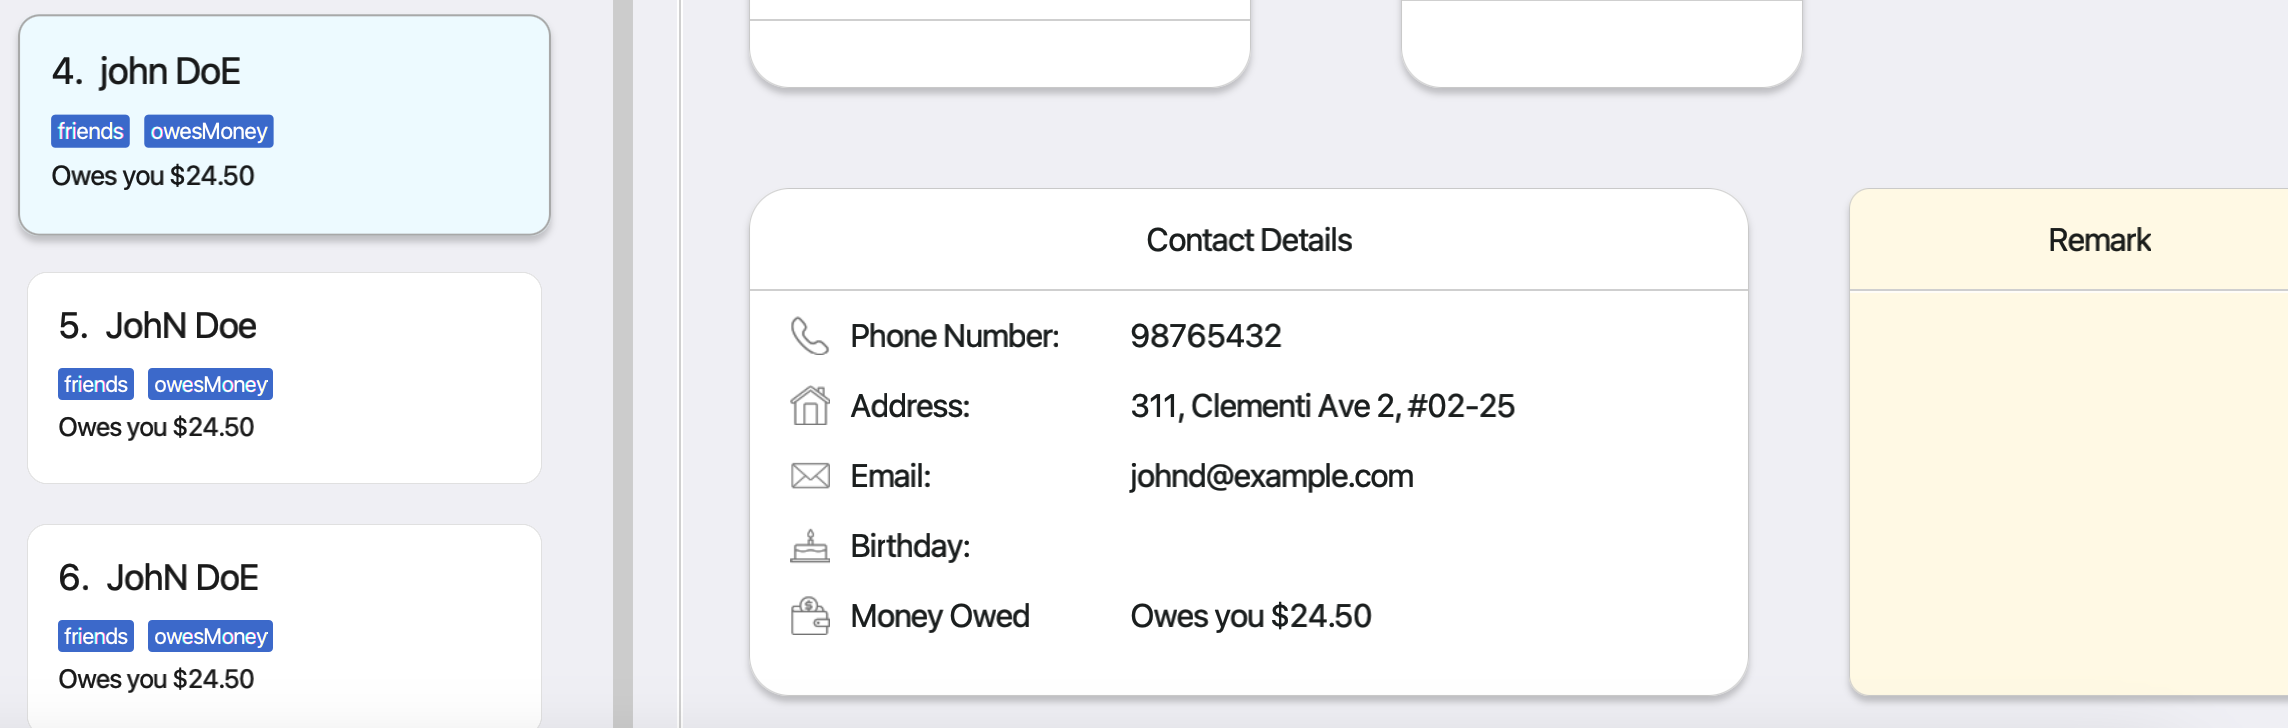 4. john DoE
friends owesMoney
Owes you $24.50
5. JohN Doe
friends owesMoney
Owes you $24.50
6. JohN DoE
friends owesMoney
Owes you $24.50
Contact Details
Phone Number: 98765432
Address: 311, Clementi Ave 2, #02-25
Email: johnd@example.com
Birthday:
Money Owed Owes you $24.50
Remark